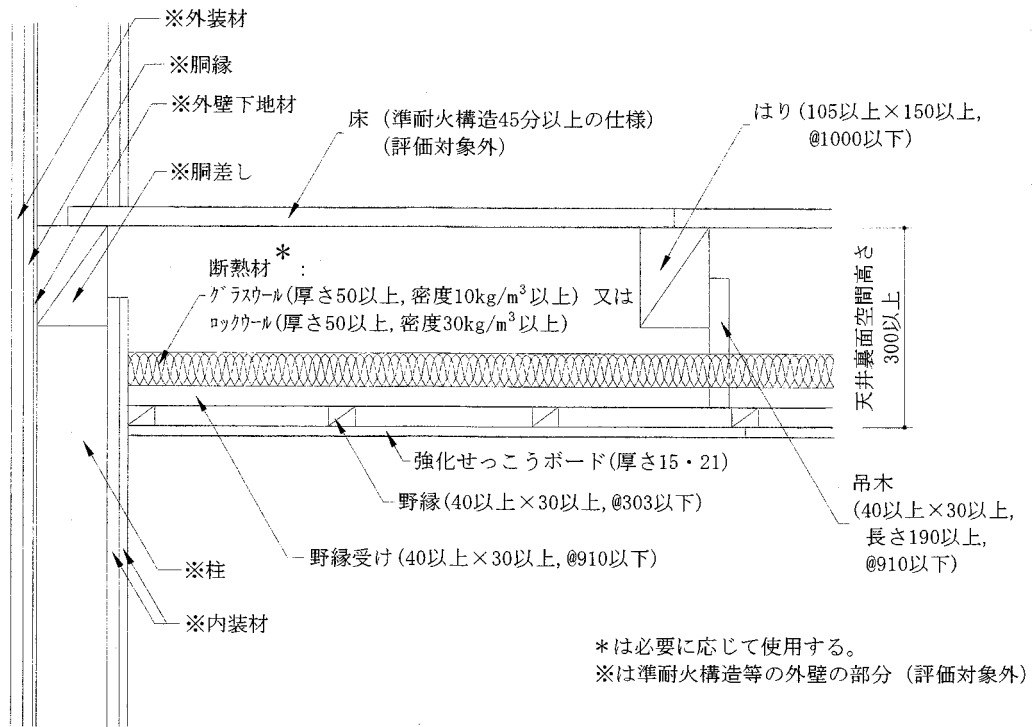 ※外装材
※胴縁
※外壁下地材
※胴差し
床（準耐火構造45分以上の仕様）
（評価対象外）
はり(105以上×150以上,
@1000以下)
断熱材＊：
グラスウール(厚さ50以上, 密度10kg/m³以上) 又は
ロックウール(厚さ50以上, 密度30kg/m³以上)
天井裏面空間高さ
300以上
強化せっこうボード(厚さ15・21)
野縁(40以上×30以上, @303以下)
野縁受け(40以上×30以上, @910以下)
吊木
(40以上×30以上,
長さ190以上,
@910以下)
※柱
※内装材
＊は必要に応じて使用する。
※は準耐火構造等の外壁の部分（評価対象外）